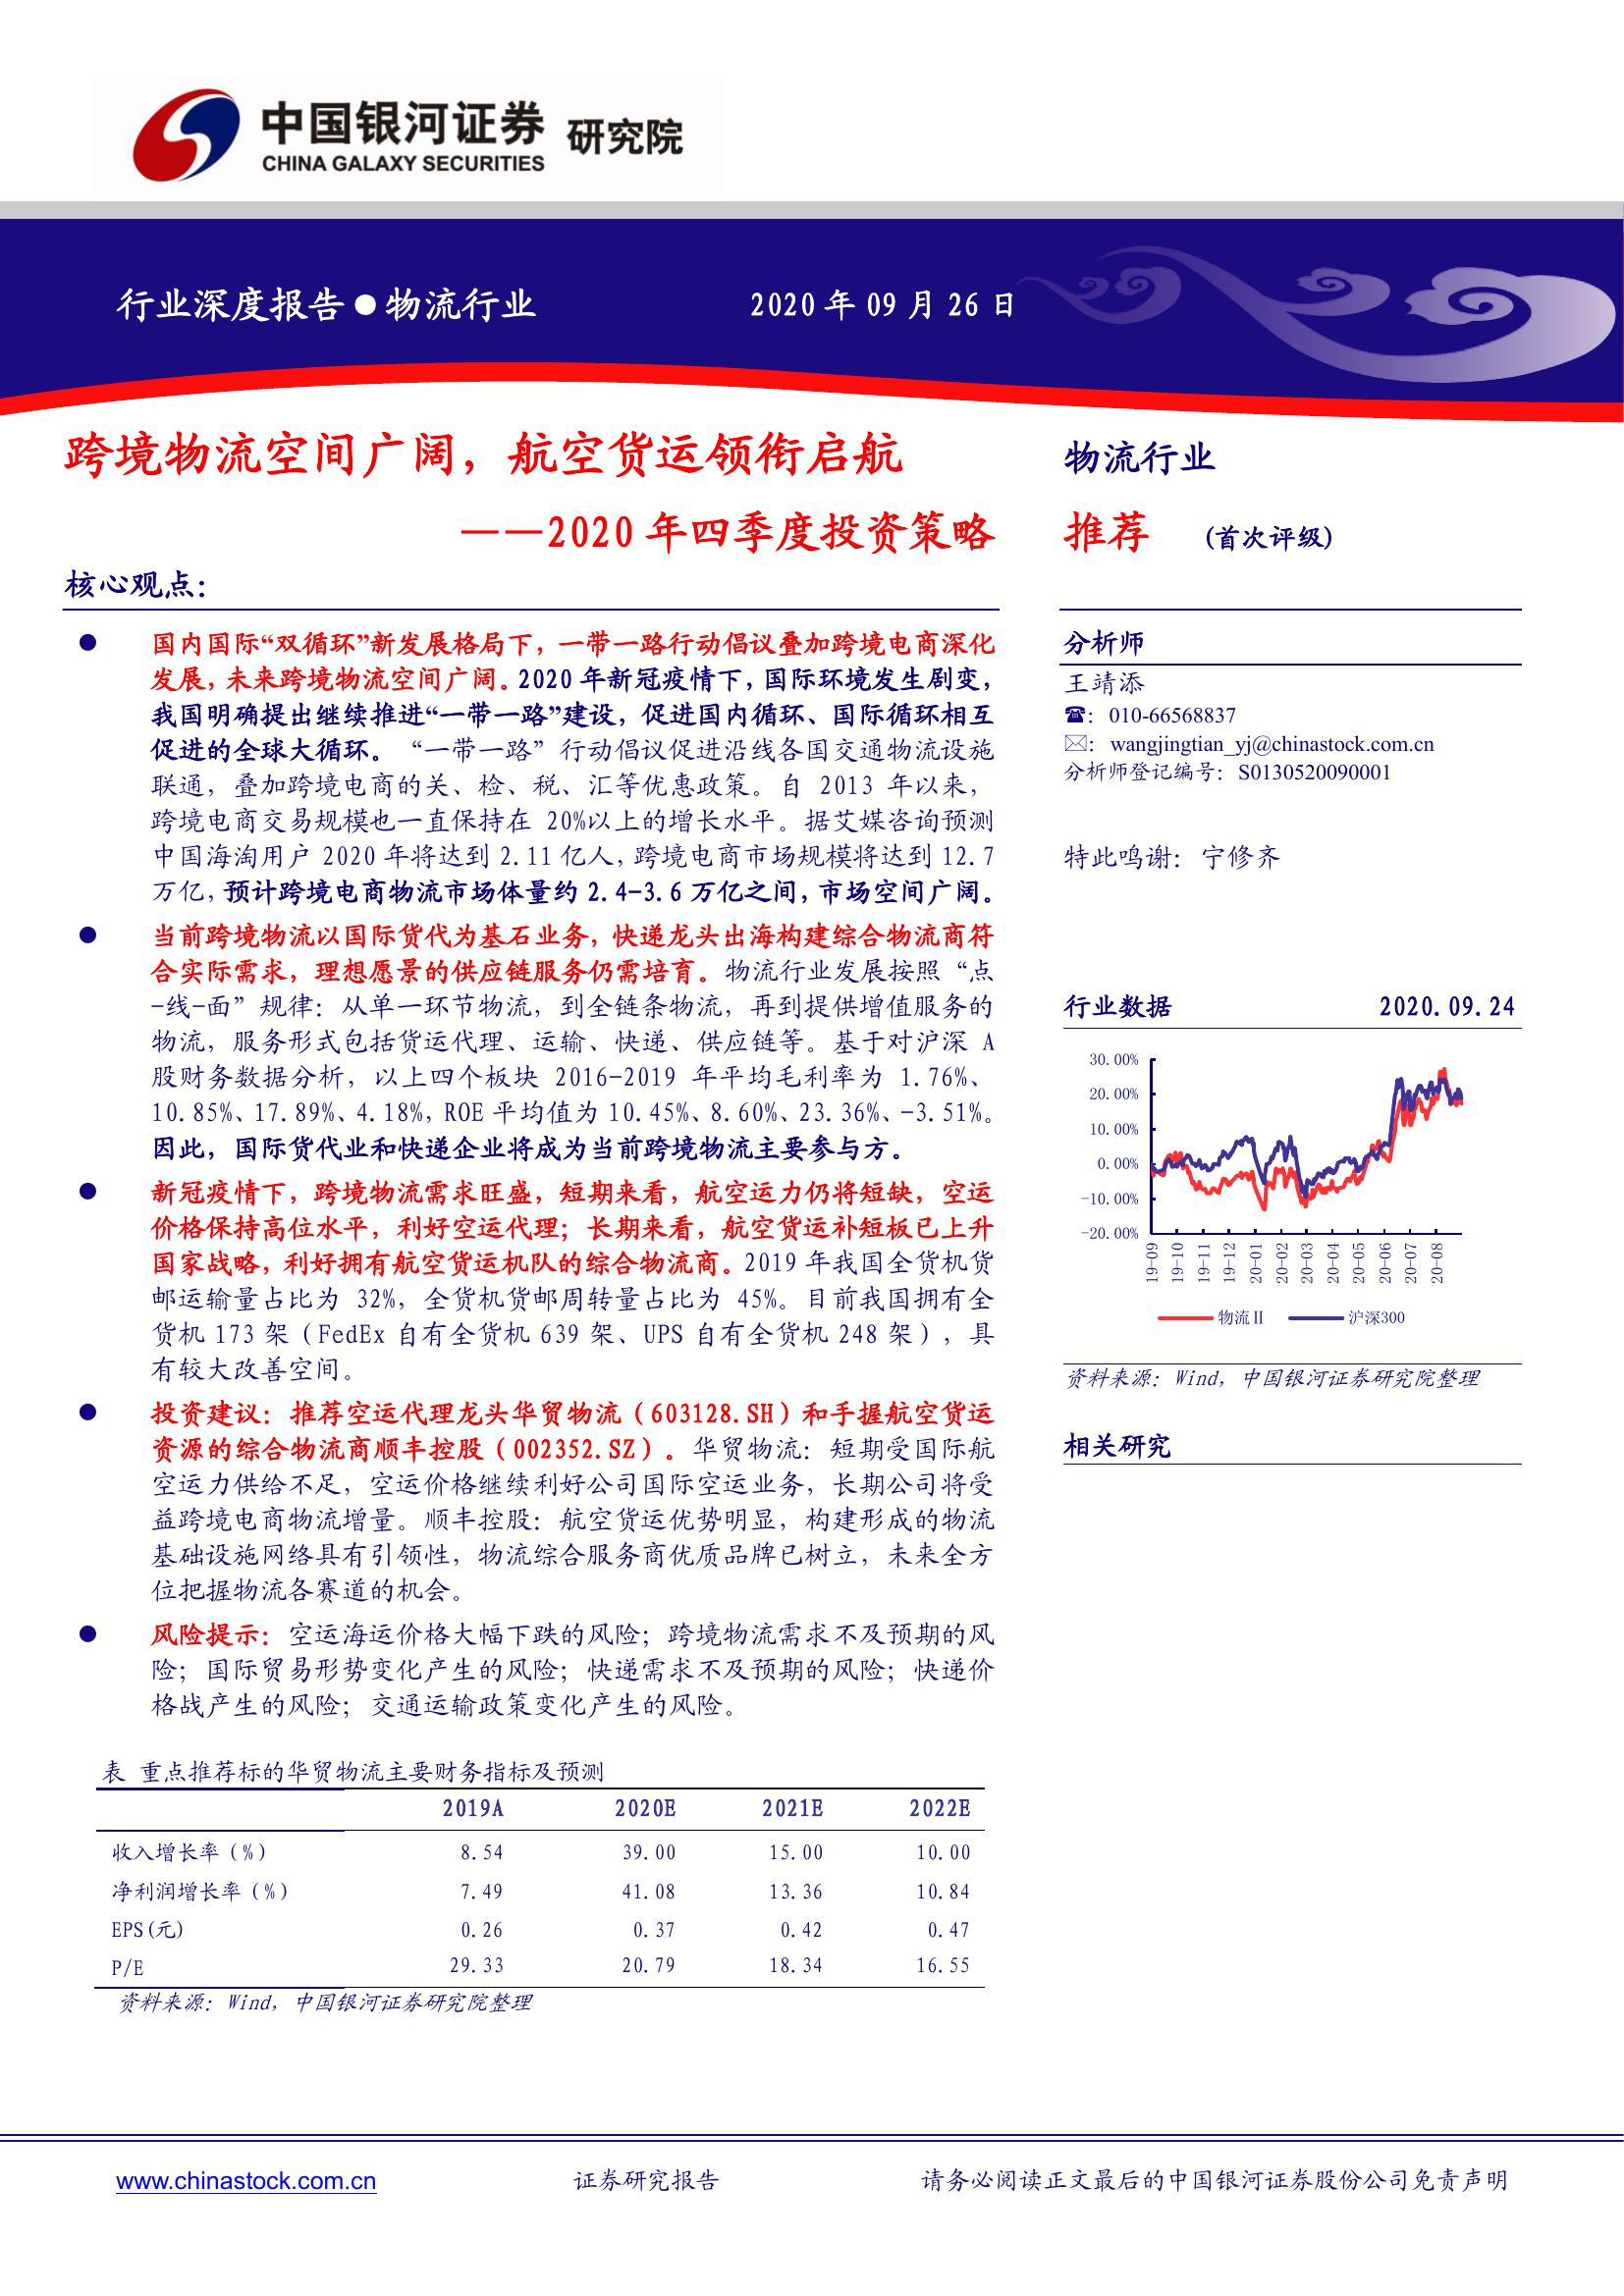 中国银河证券 研究院
CHINA GALAXY SECURITIES
行业深度报告●物流行业 2020 年 09 月 26 日
跨境物流空间广阔，航空货运领衔启航
——2020 年四季度投资策略
核心观点：
● 国内国际“双循环”新发展格局下，一带一路行动倡议叠加跨境电商深化
发展，未来跨境物流空间广阔。2020 年新冠疫情下，国际环境发生剧变，
我国明确提出继续推进“一带一路”建设，促进国内循环、国际循环相互
促进的全球大循环。“一带一路”行动倡议促进沿线各国交通物流设施
联通，叠加跨境电商的关、检、税、汇等优惠政策。自 2013 年以来，
跨境电商交易规模也一直保持在 20%以上的增长水平。据艾媒咨询预测
中国海淘用户 2020 年将达到 2.11 亿人，跨境电商市场规模将达到 12.7
万亿，预计跨境电商物流市场体量约 2.4-3.6 万亿之间，市场空间广阔。
● 当前跨境物流以国际货代为基石业务，快递龙头出海构建综合物流商符
合实际需求，理想愿景的供应链服务仍需培育。物流行业发展按照“点
-线-面”规律：从单一环节物流，到全链条物流，再到提供增值服务的
物流，服务形式包括货运代理、运输、快递、供应链等。基于对沪深 A
股财务数据分析，以上四个板块 2016-2019 年平均毛利率为 1.76%、
10.85%、17.89%、4.18%，ROE 平均值为 10.45%、8.60%、23.36%、-3.51%。
因此，国际货代业和快递企业将成为当前跨境物流主要参与方。
● 新冠疫情下，跨境物流需求旺盛，短期来看，航空运力仍将短缺，空运
价格保持高位水平，利好空运代理；长期来看，航空货运补短板已上升
国家战略，利好拥有航空货运机队的综合物流商。2019 年我国全货机货
邮运输量占比为 32%，全货机货邮周转量占比为 45%。目前我国拥有全
货机 173 架（FedEx 自有全货机 639 架、UPS 自有全货机 248 架），具
有较大改善空间。
● 投资建议：推荐空运代理龙头华贸物流（603128.SH）和手握航空货运
资源的综合物流商顺丰控股（002352.SZ）。华贸物流：短期受国际航
空运力供给不足，空运价格继续利好公司国际空运业务，长期公司将受
益跨境电商物流增量。顺丰控股：航空货运优势明显，构建形成的物流
基础设施网络具有引领性，物流综合服务商优质品牌已树立，未来全方
位把握物流各赛道的机会。
● 风险提示：空运海运价格大幅下跌的风险；跨境物流需求不及预期的风
险；国际贸易形势变化产生的风险；快递需求不及预期的风险；快递价
格战产生的风险；交通运输政策变化产生的风险。
表 重点推荐标的华贸物流主要财务指标及预测
2019A 2020E 2021E 2022E
收入增长率（%） 8.54 39.00 15.00 10.00
净利润增长率（%） 7.49 41.08 13.36 10.84
EPS(元) 0.26 0.37 0.42 0.47
P/E 29.33 20.79 18.34 16.55
资料来源：Wind，中国银河证券研究院整理
物流行业
推荐 (首次评级)
分析师
王靖添
☎：010-66568837
✉：wangjingtian_yj@chinastock.com.cn
分析师登记编号：S0130520090001
特此鸣谢：宁修齐
行业数据 2020.09.24
30.00%
20.00%
10.00%
0.00%
-10.00%
-20.00%
19-09 19-10 19-11 19-12 20-01 20-02 20-03 20-04 20-05 20-06 20-07 20-08
物流Ⅱ 沪深300
资料来源：Wind，中国银河证券研究院整理
相关研究
www.chinastock.com.cn 证券研究报告 请务必阅读正文最后的中国银河证券股份公司免责声明